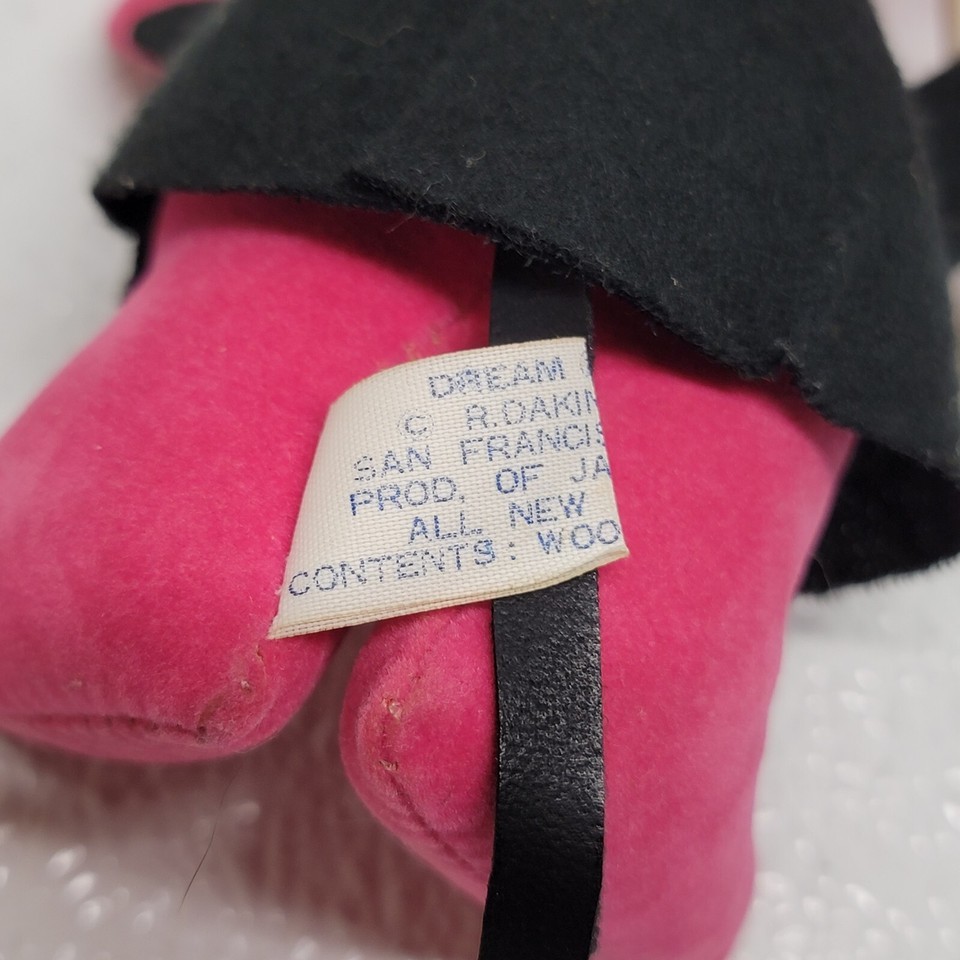 DREAM
© R.DAKIN
SAN FRANCIS
PROD. OF JA
ALL NEW
CONTENTS: WOO